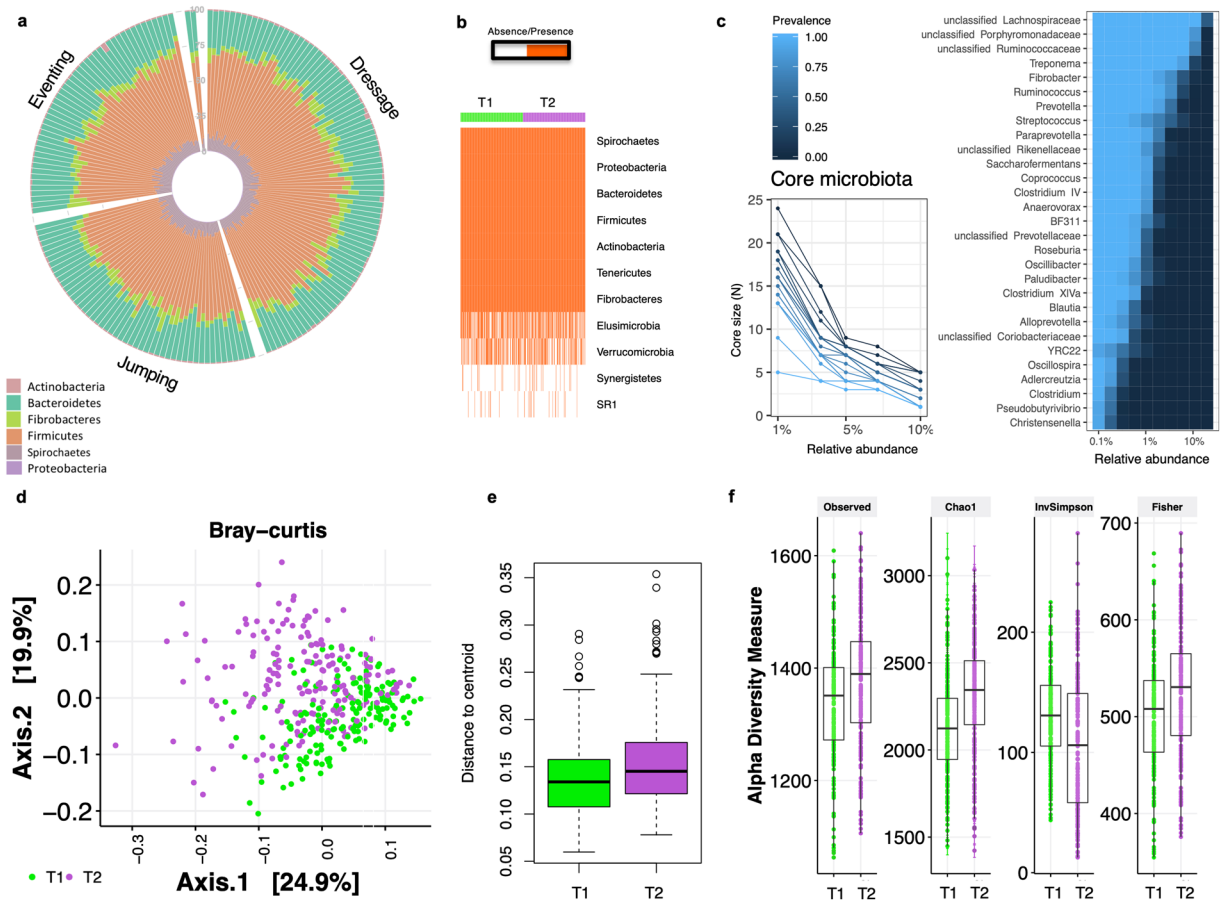 a
100
75
25
0
Eventing
Dressage
Jumping
Actinobacteria
Bacteroidetes
Fibrobacteres
Firmicutes
Spirochaetes
Proteobacteria
b
Absence/Presence
T1 T2
Spirochaetes
Proteobacteria
Bacteroidetes
Firmicutes
Actinobacteria
Tenericutes
Fibrobacteres
Elusimicrobia
Verrucomicrobia
Synergistetes
SR1
c
Prevalence
1.00
0.75
0.50
0.25
0.00
Core microbiota
Core size (N)
25
20
15
10
5
0
1% 5% 10%
Relative abundance
unclassified Lachnospiraceae
unclassified Porphyromonadaceae
unclassified Ruminococcaceae
Treponema
Fibrobacter
Ruminococcus
Prevotella
Streptococcus
Paraprevotella
unclassified Rikenellaceae
Saccharofermentans
Coprococcus
Clostridium IV
Anaerovorax
BF311
unclassified Prevotellaceae
Roseburia
Oscillibacter
Paludibacter
Clostridium XIVa
Blautia
Alloprevotella
unclassified Coriobacteriaceae
YRC22
Oscillospira
Adlercreutzia
Clostridium
Pseudobutyrivibrio
Christensenella
0.1% 1% 10%
Relative abundance
d
Bray−curtis
Axis.2 [19.9%]
0.2
0.1
0.0
−0.1
−0.2
−0.3 −0.2 −0.1 0.0 0.1
T1 T2
Axis.1 [24.9%]
e
Distance to centroid
0.35
0.30
0.25
0.20
0.15
0.10
0.05
T1 T2
f
Alpha Diversity Measure
Observed
1600
1400
1200
T1 T2
Chao1
3000
2500
2000
1500
T1 T2
InvSimpson
200
100
0
T1 T2
Fisher
700
600
500
400
T1 T2